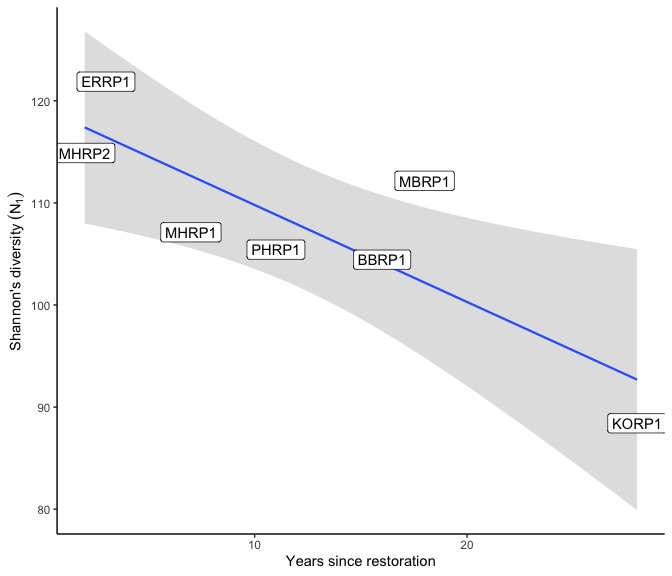 ERRP1
120
MHRP2
MBRP1
110
MHRP1
PHRP1
BBRP1
100
90
KORP1
80
10
20
Years since restoration
Shannon's diversity (N₁)